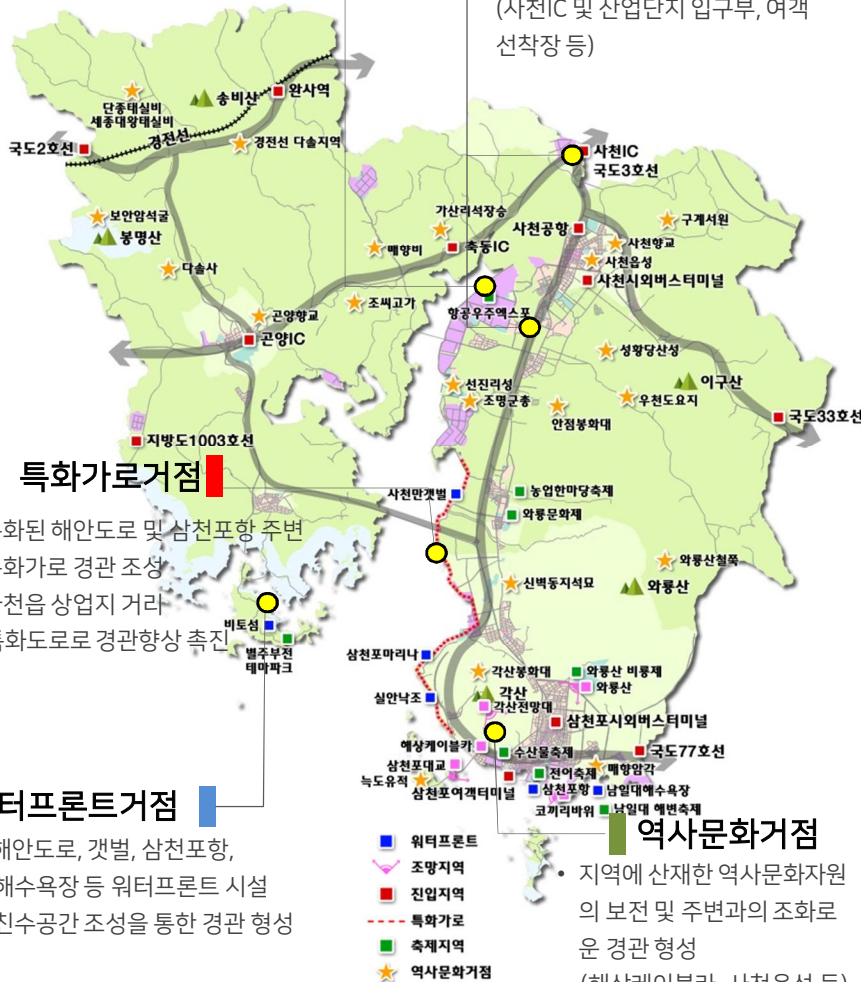 (사천IC 및 산업단지 입구부, 여객
선착장 등)
단종태실비
세종대왕태실비
송비산
완사역
국도2호선
경전선
경전선 다솔지역
사천IC
국도3호선
보안암석굴
봉명산
다솔사
가산리석장승
매향비
축동IC
사천공항
구계서원
사천향교
사천읍성
사천시외버스터미널
곤양향교
조씨고가
항공우주엑스포
곤양IC
성황당산성
이구산
선진리성
조명군총
우천도요지
안점봉화대
국도33호선
지방도1003호선
특화가로거점
화된 해안도로 및 삼천포항 주변
화가로 경관 조성
천읍 상업지 거리
특화도로로 경관향상 촉진
사천만갯벌
농업한마당축제
와룡문화제
와룡산철쭉
와룡산
신벽동지석묘
비토섬
별주부전
테마파크
삼천포마리나
각산봉화대
와룡산 비룡제
와룡산
실안낙조
각산
각산전망대
삼천포시외버스터미널
해상케이블카
수산물축제
국도77호선
삼천포대교
전어축제
매향암각
늑도유적
삼천포여객터미널
삼천포항
남일대해수욕장
코끼리바위
남일대 해변축제
터프론트거점
해안도로, 갯벌, 삼천포항,
해수욕장 등 워터프론트 시설
친수공간 조성을 통한 경관 형성
워터프론트
조망지역
진입지역
특화가로
축제지역
역사문화거점
역사문화거점
• 지역에 산재한 역사문화자원
의 보전 및 주변과의 조화로
운 경관 형성
(해상케이블카, 사천읍성 등)